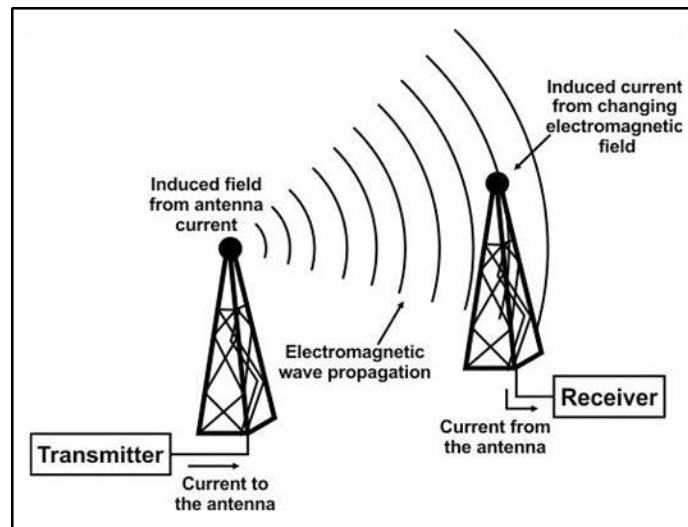 Induced current
from changing
electromagnetic
field
Induced field
from antenna
current
Electromagnetic
wave propagation
Receiver
Current from
the antenna
Transmitter
Current to
the antenna